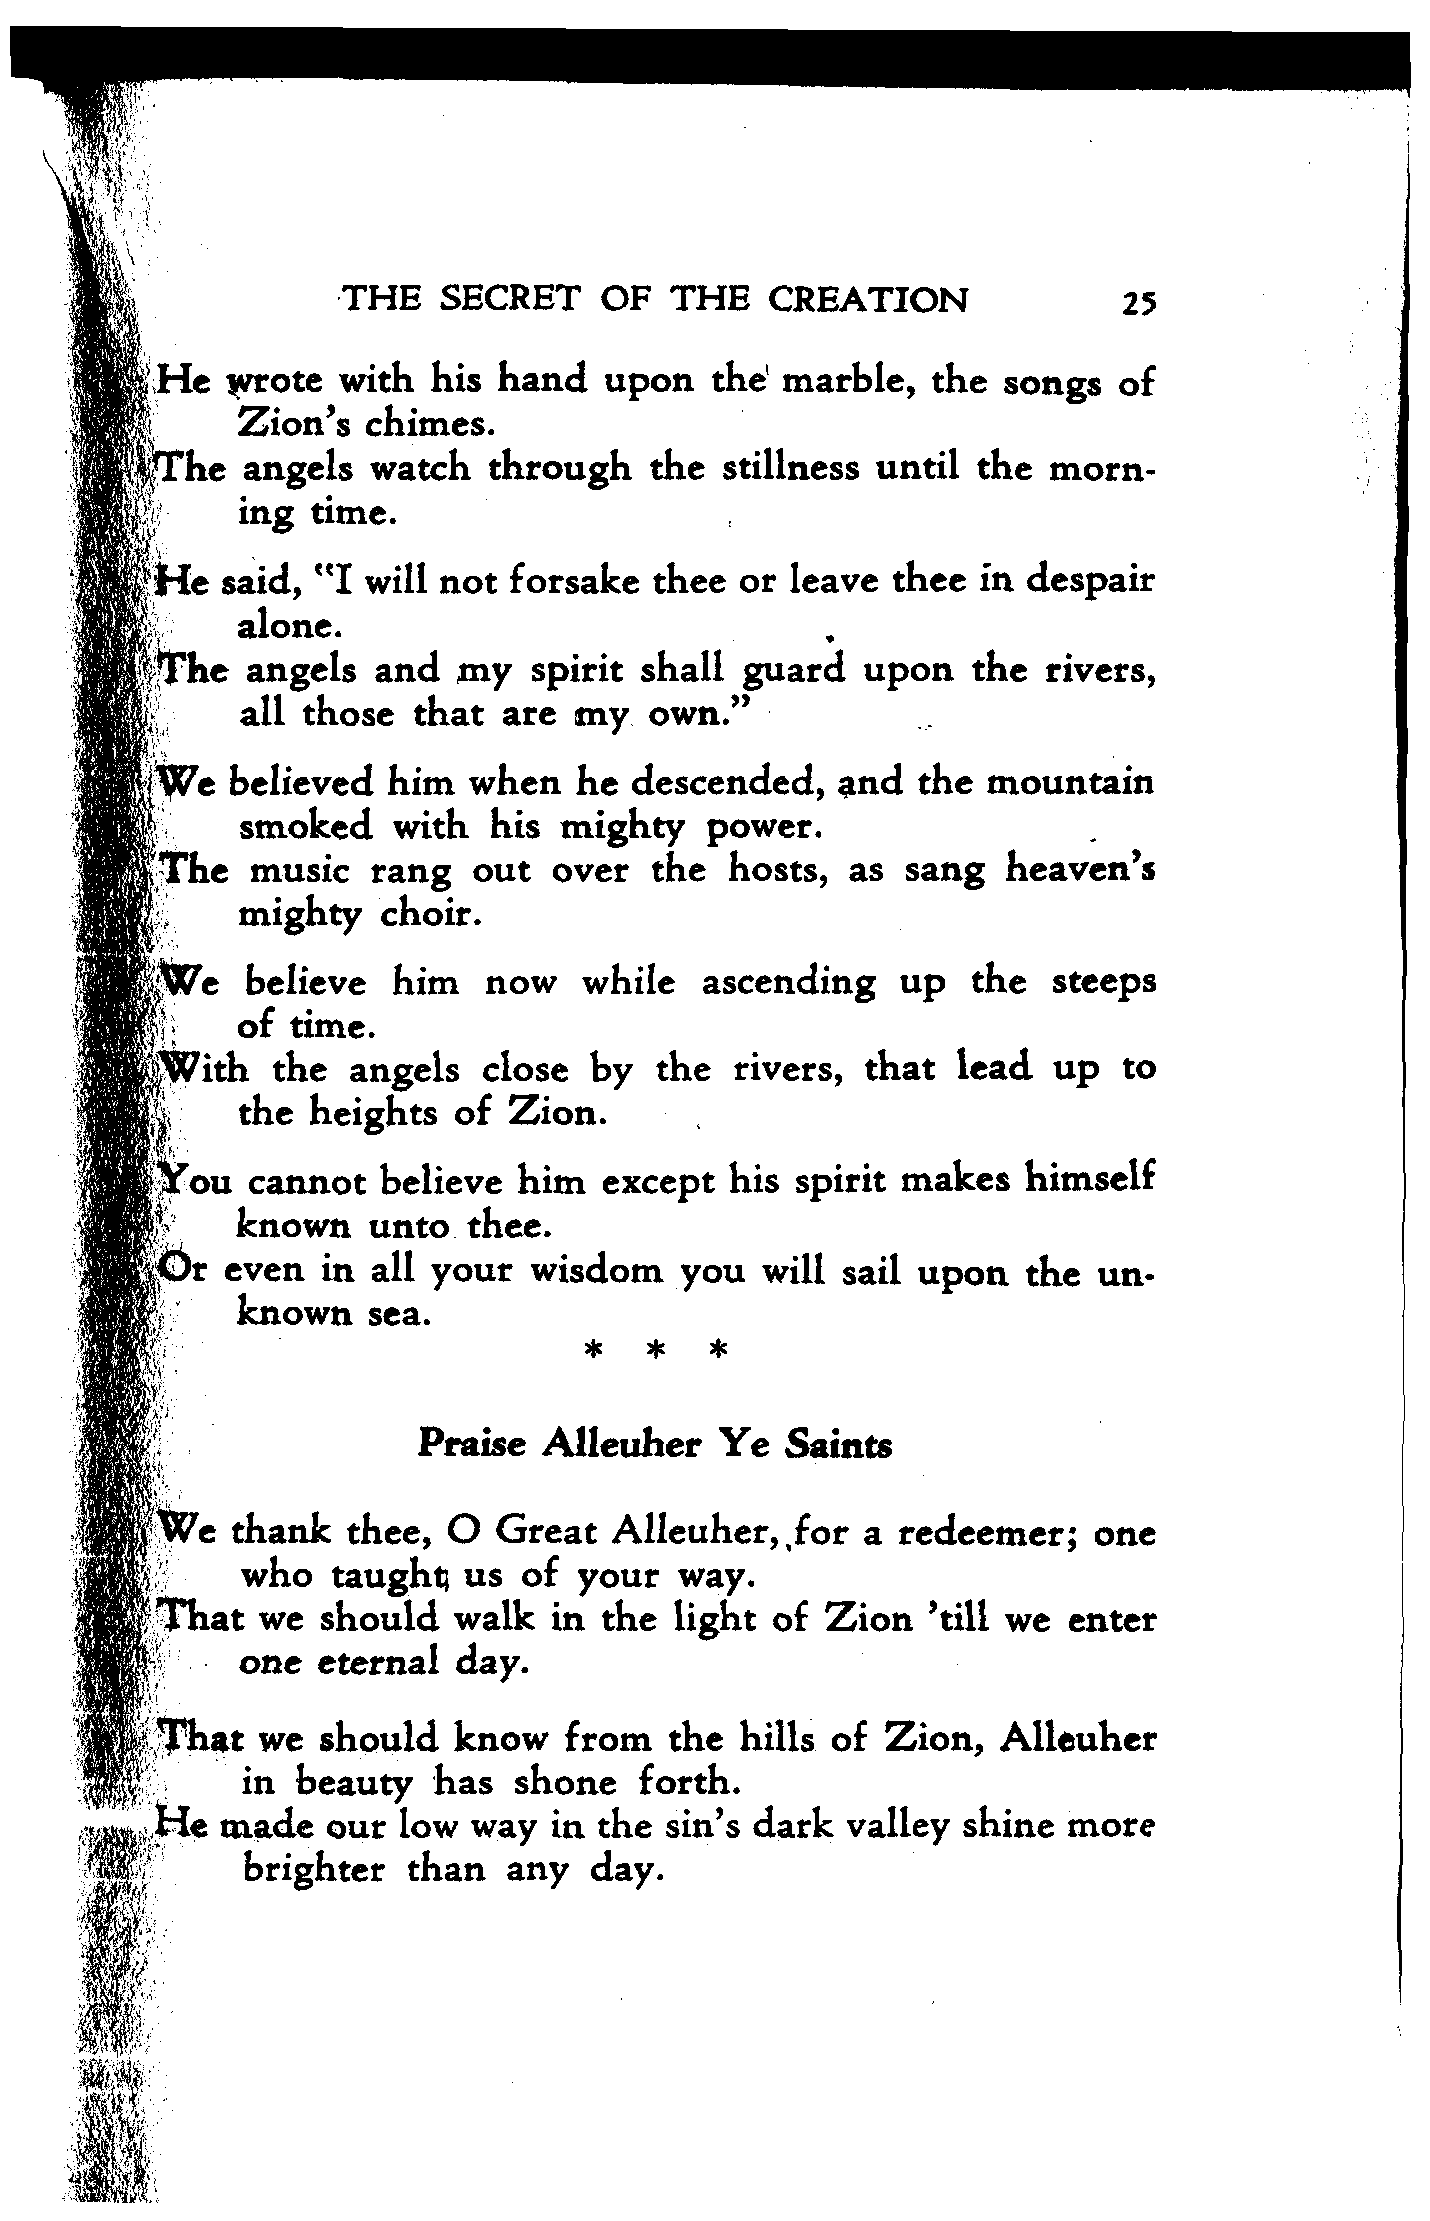 THE SECRET OF THE CREATION 25
He wrote with his hand upon the marble, the songs of
Zion's chimes.
The angels watch through the stillness until the morn-
ing time.
He said, "I will not forsake thee or leave thee in despair
alone.
The angels and my spirit shall guard upon the rivers,
all those that are my own."
We believed him when he descended, and the mountain
smoked with his mighty power.
The music rang out over the hosts, as sang heaven's
mighty choir.
We believe him now while ascending up the steeps
of time.
With the angels close by the rivers, that lead up to
the heights of Zion.
You cannot believe him except his spirit makes himself
known unto thee.
Or even in all your wisdom you will sail upon the un-
known sea.
* * *
Praise Alleuher Ye Saints
We thank thee, O Great Alleuher, for a redeemer; one
who taught us of your way.
That we should walk in the light of Zion 'till we enter
one eternal day.
That we should know from the hills of Zion, Alleuher
in beauty has shone forth.
He made our low way in the sin's dark valley shine more
brighter than any day.